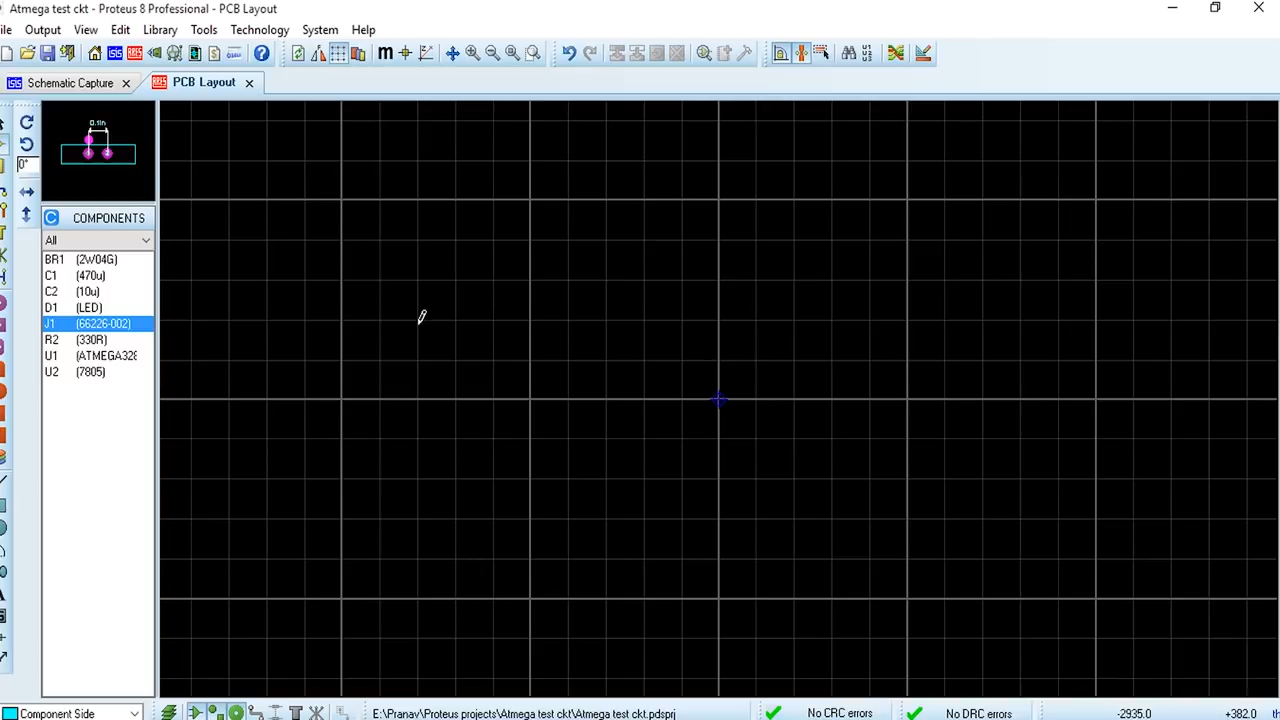 Atmega test ckt - Proteus 8 Professional - PCB Layout
ile Output View Edit Library Tools Technology System Help
Schematic Capture
PCB Layout
0.1in
0°
COMPONENTS
All
BR1 (2W04G)
C1 (470u)
C2 (10u)
D1 (LED)
J1 (66226-002)
R2 (330R)
U1 (ATMEGA328
U2 (7805)
Component Side
E:\Pranav\Proteus projects\Atmega test ckt\Atmega test ckt.pdsprj
No CRC errors
No DRC errors
-2935.0
+382.0